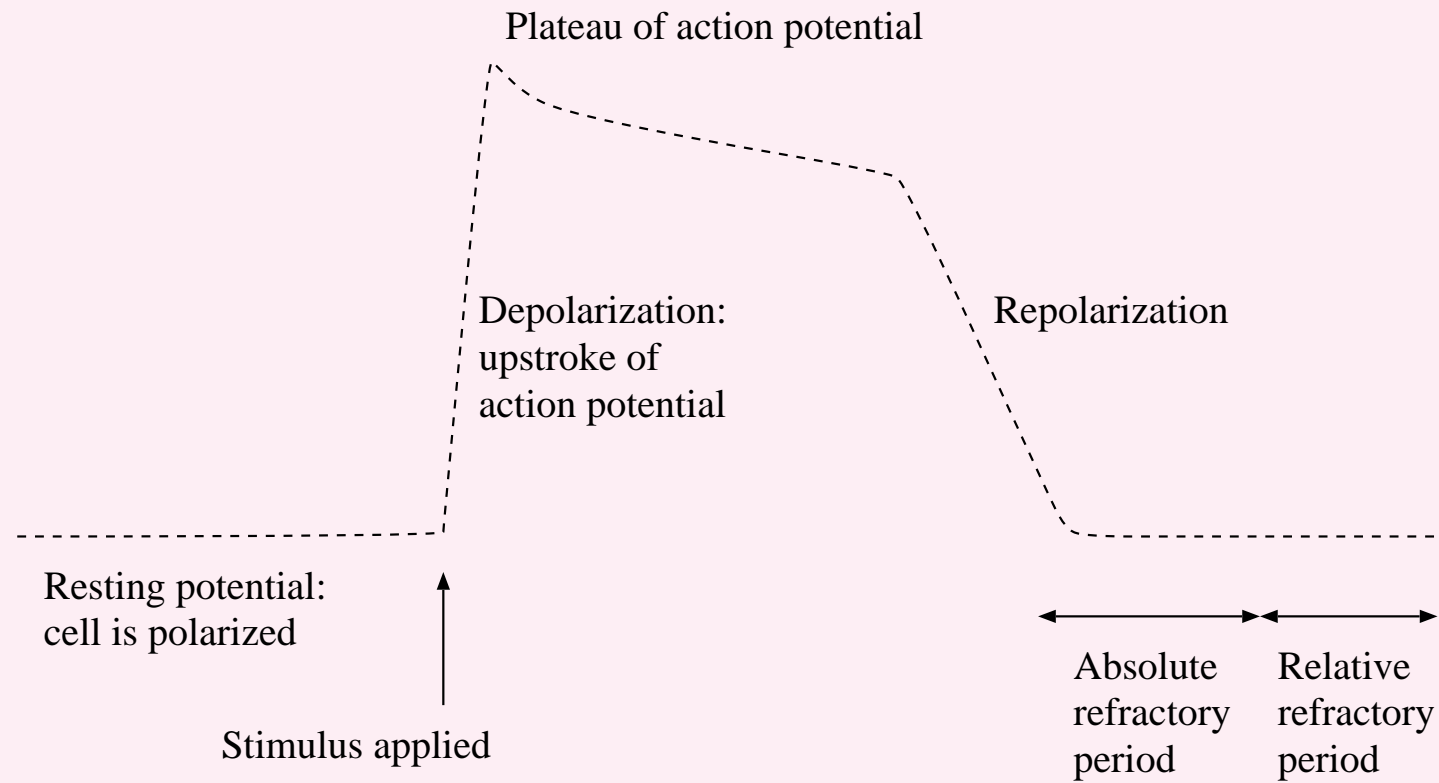 Plateau of action potential
Depolarization:
upstroke of
action potential
Repolarization
Resting potential:
cell is polarized
Stimulus applied
Absolute
refractory
period
Relative
refractory
period